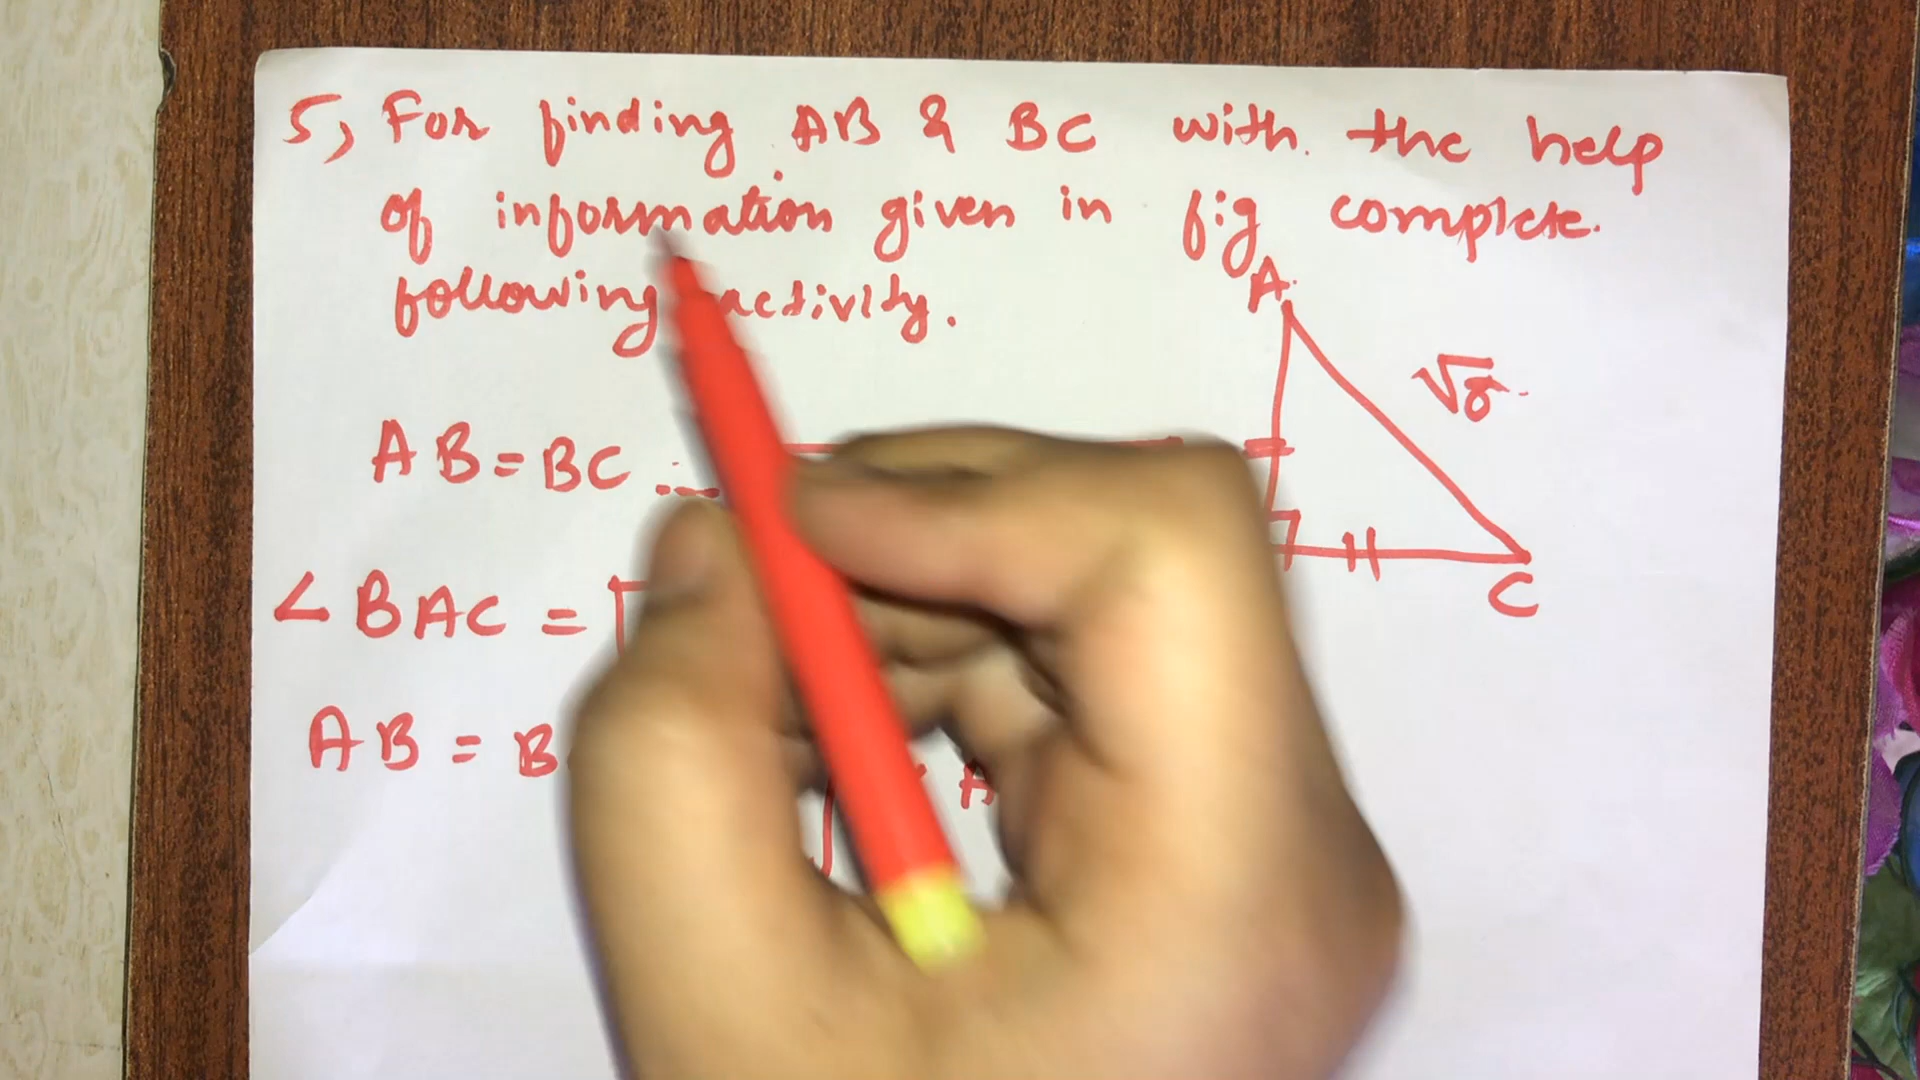 5, For finding AB & BC with the help
of information given in fig complete.
following activity.
A
√8
AB = BC
C
∠BAC =
AB = B
A